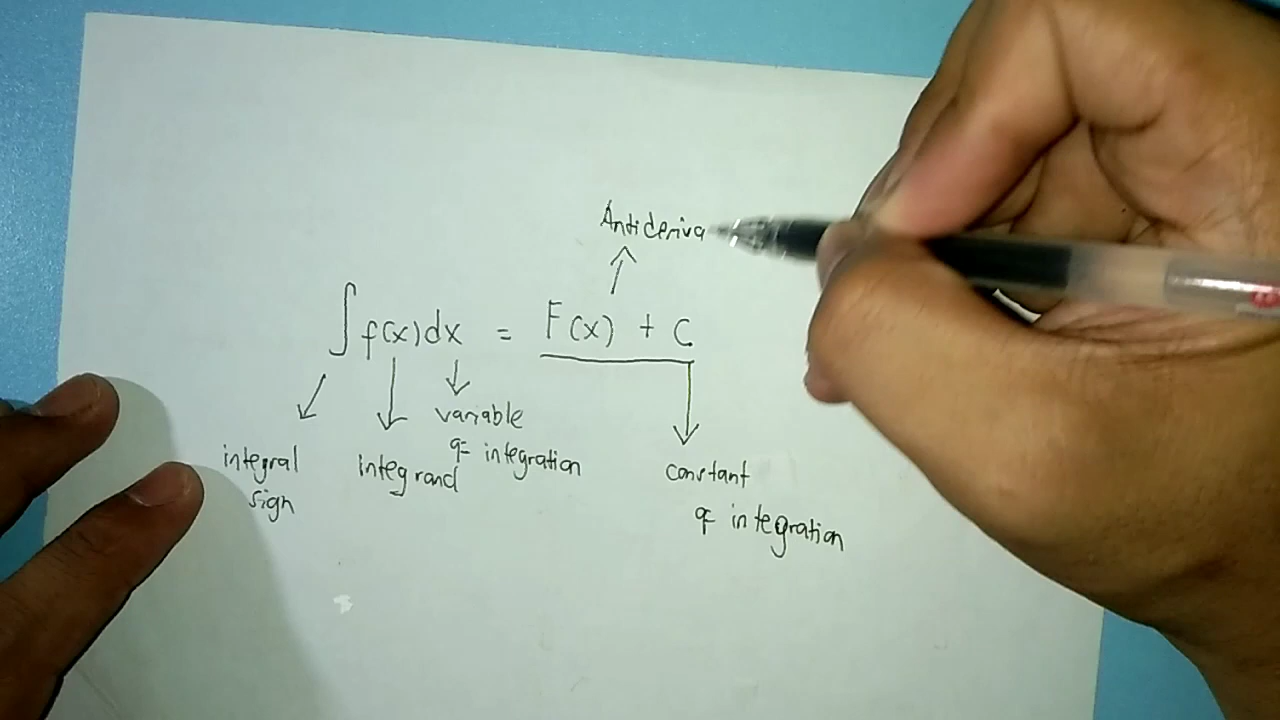 Antideriva
∫f(x)dx = F(x) + C
variable
of integration
integral
sign
integrand
constant
of integration